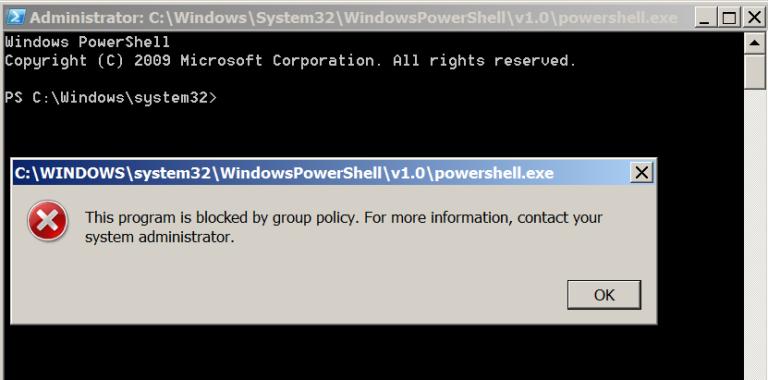 Administrator: C:\Windows\System32\WindowsPowerShell\v1.0\powershell.exe
Windows PowerShell
Copyright (C) 2009 Microsoft Corporation. All rights reserved.
PS C:\Windows\system32>
C:\WINDOWS\system32\WindowsPowerShell\v1.0\powershell.exe
This program is blocked by group policy. For more information, contact your
system administrator.
OK